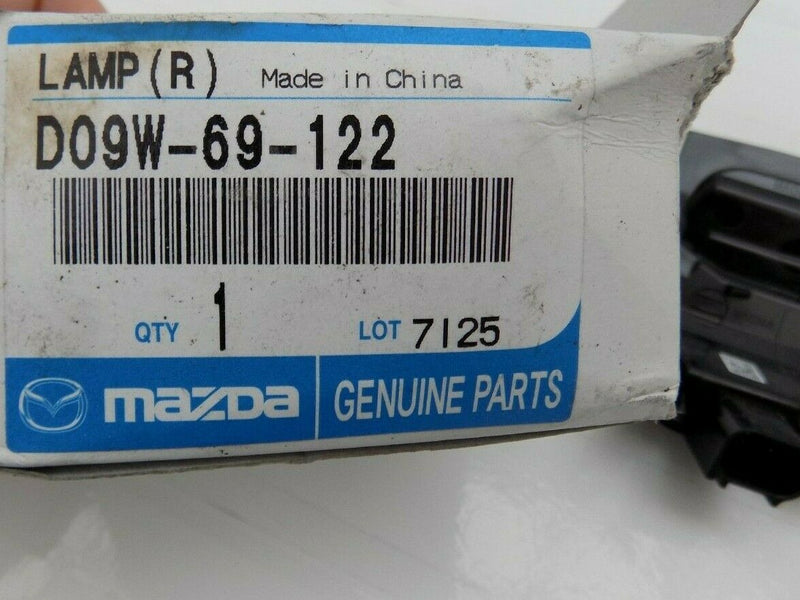 LAMP(R) Made in China
D09W-69-122
QTY 1 LOT 7125
mazda GENUINE PARTS